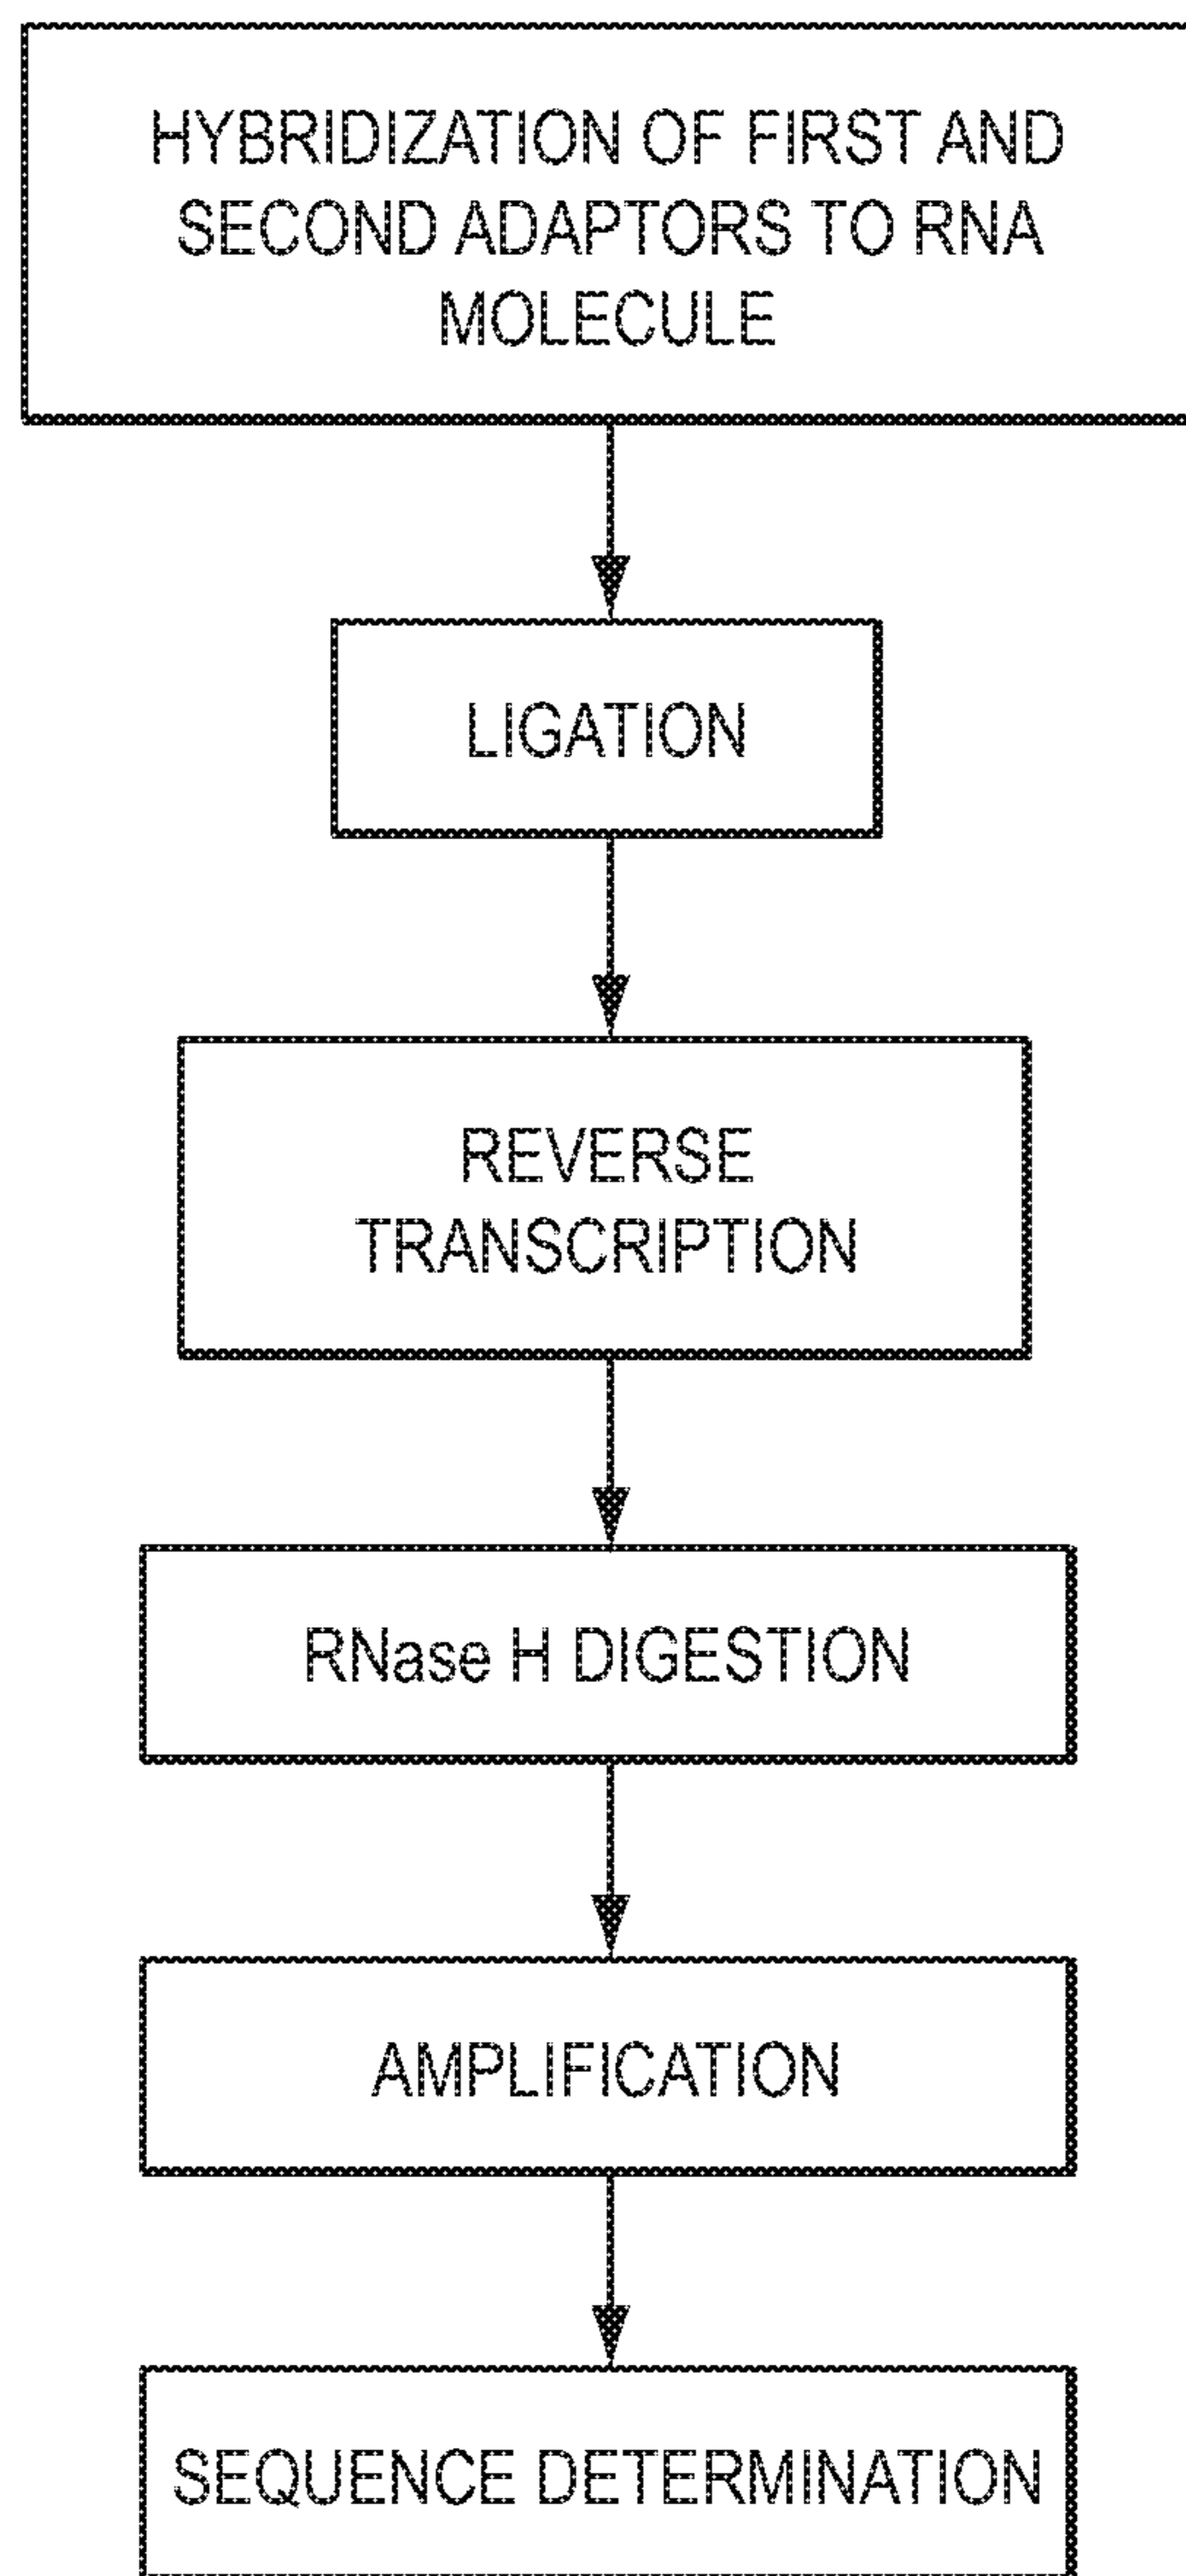 HYBRIDIZATION OF FIRST AND
SECOND ADAPTORS TO RNA
MOLECULE
LIGATION
REVERSE
TRANSCRIPTION
RNase H DIGESTION
AMPLIFICATION
SEQUENCE DETERMINATION